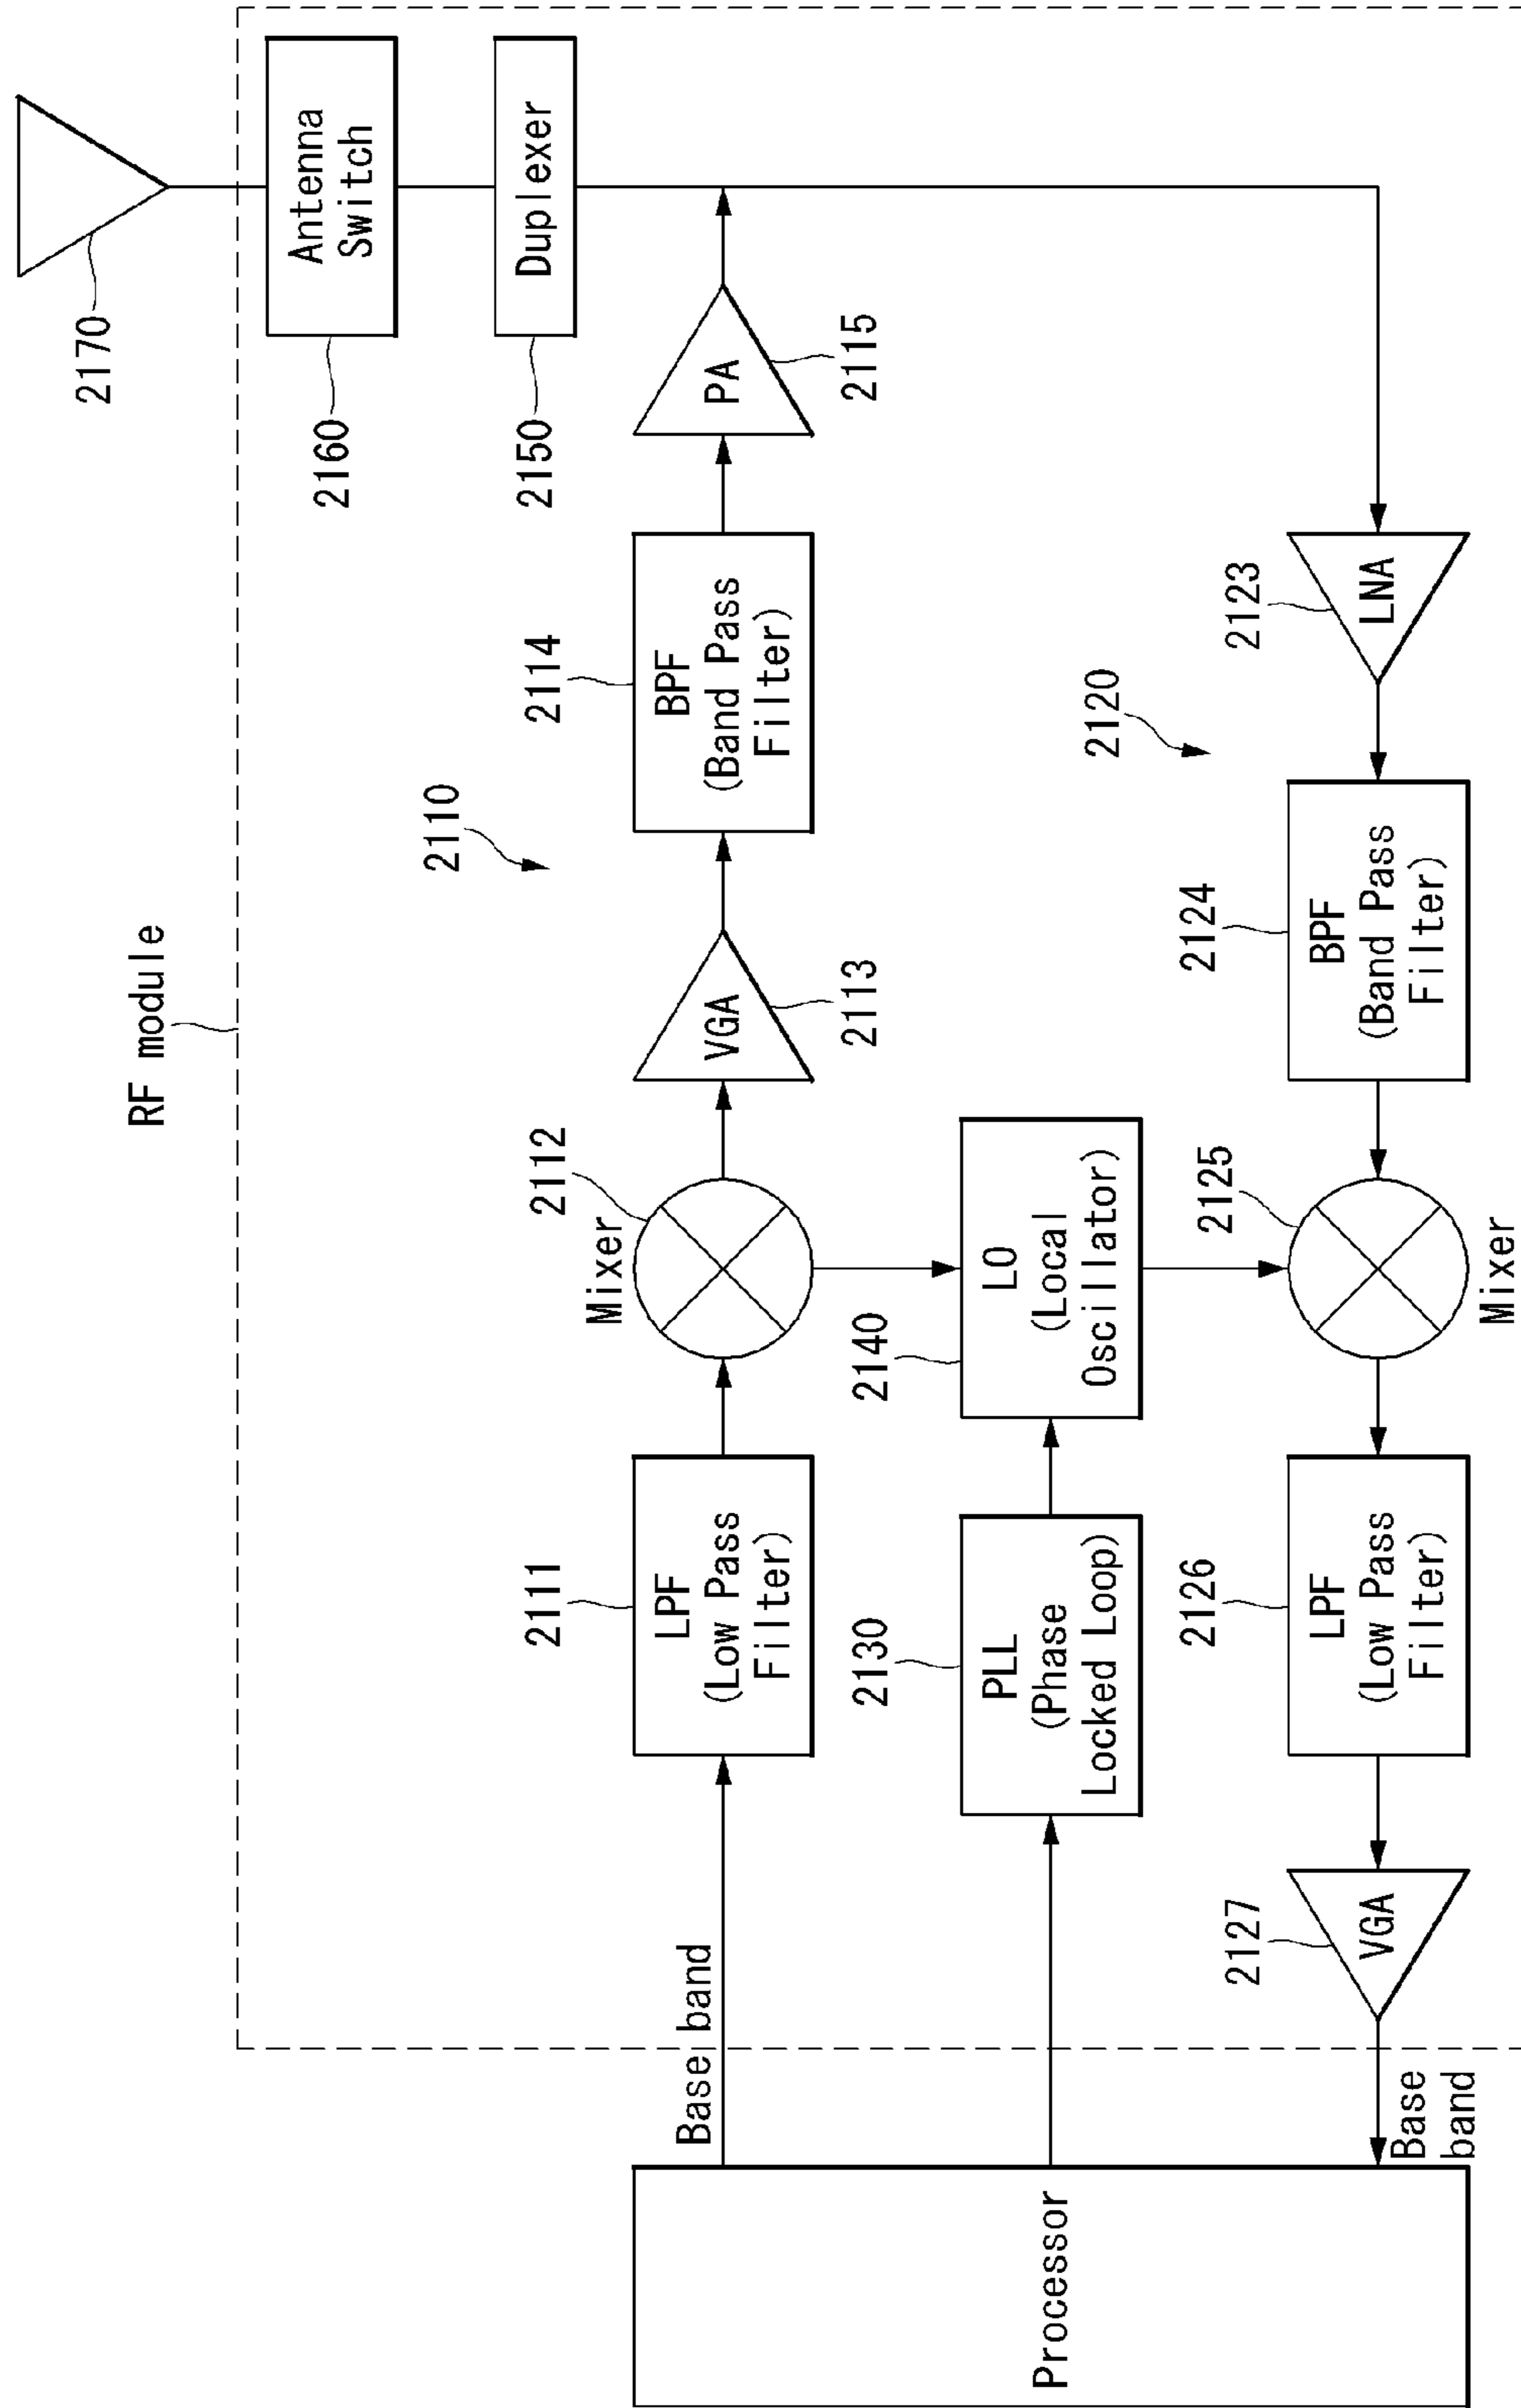 RF module
2170
Antenna
Switch
2160
Duplexer
2150
2110
2111
LPF
(Low Pass
Filter)
Mixer
2112
VGA
2113
2114
BPF
(Band Pass
Filter)
PA
2115
Base band
Processor
2130
PLL
(Phase
Locked Loop)
2140
LO
(Local
Oscillator)
2120
Base
band
2127
VGA
2126
LPF
(Low Pass
Filter)
2125
Mixer
2124
BPF
(Band Pass
Filter)
2123
LNA